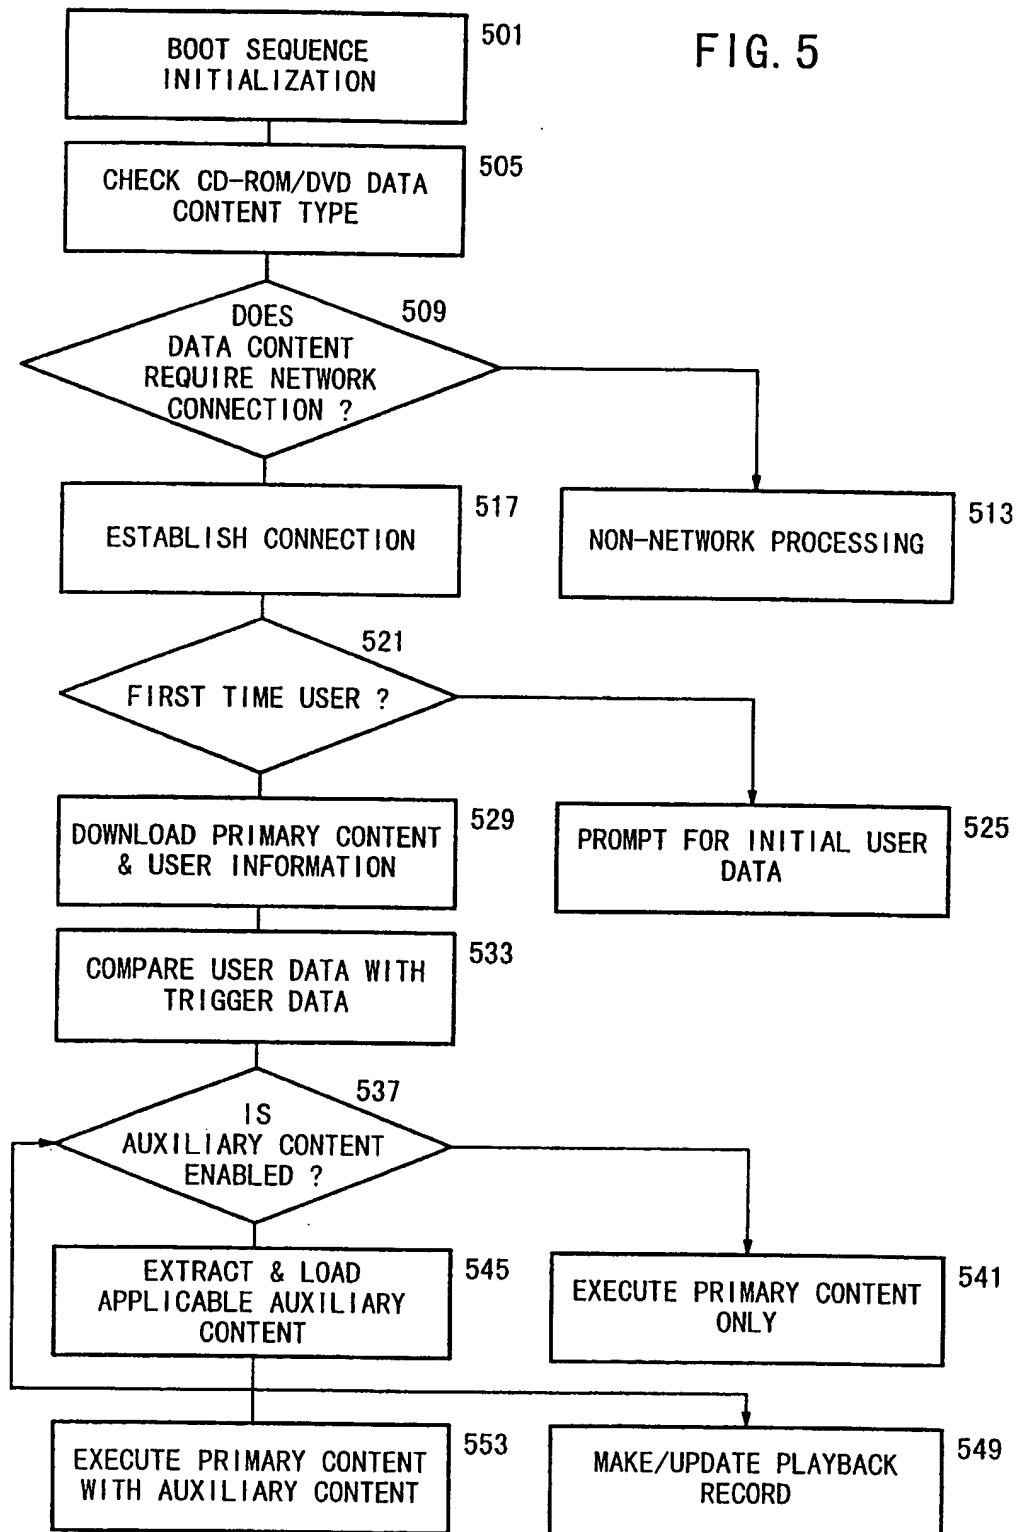 FIG. 5
BOOT SEQUENCE
INITIALIZATION
501
CHECK CD-ROM/DVD DATA
CONTENT TYPE
505
DOES
DATA CONTENT
REQUIRE NETWORK
CONNECTION ?
509
ESTABLISH CONNECTION
517
NON-NETWORK PROCESSING
513
FIRST TIME USER ?
521
DOWNLOAD PRIMARY CONTENT
& USER INFORMATION
529
PROMPT FOR INITIAL USER
DATA
525
COMPARE USER DATA WITH
TRIGGER DATA
533
IS
AUXILIARY CONTENT
ENABLED ?
537
EXTRACT & LOAD
APPLICABLE AUXILIARY
CONTENT
545
EXECUTE PRIMARY CONTENT
ONLY
541
EXECUTE PRIMARY CONTENT
WITH AUXILIARY CONTENT
553
MAKE/UPDATE PLAYBACK
RECORD
549